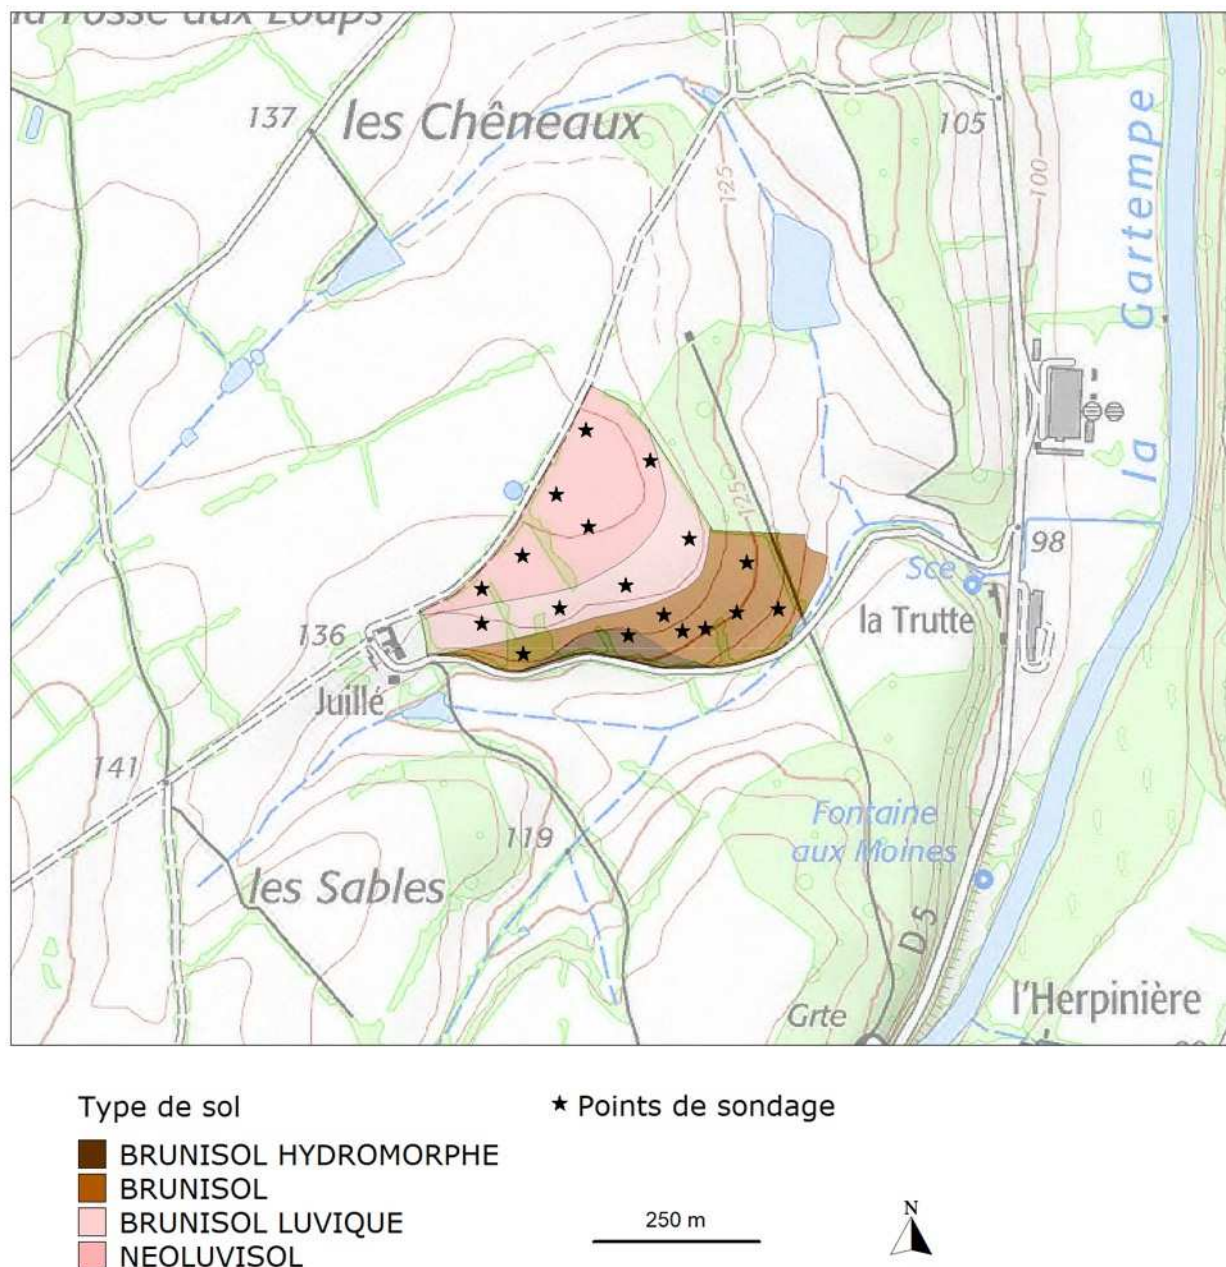 la Fosse aux Loups
137
les Chêneaux
105
125
100
la Gartempe
125
98
Sce
la Trutte
136
Juillé
141
119
Fontaine
aux Moines
les Sables
D 5
l'Herpinière
Grte
Type de sol
★ Points de sondage
BRUNISOL HYDROMORPHE
BRUNISOL
BRUNISOL LUVIQUE
NEOLUVISOL
250 m
N